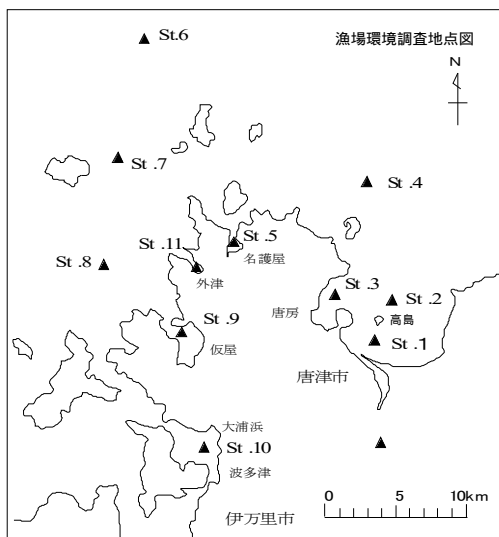 漁場環境調査地点図
St.6
N
St .7
St .4
St .5
名護屋
St .8
St .11
外津
St .3
St .2
唐房
高島
St .9
St .1
仮屋
唐津市
大浦浜
St .10
波多津
伊万里市
0 5 10km